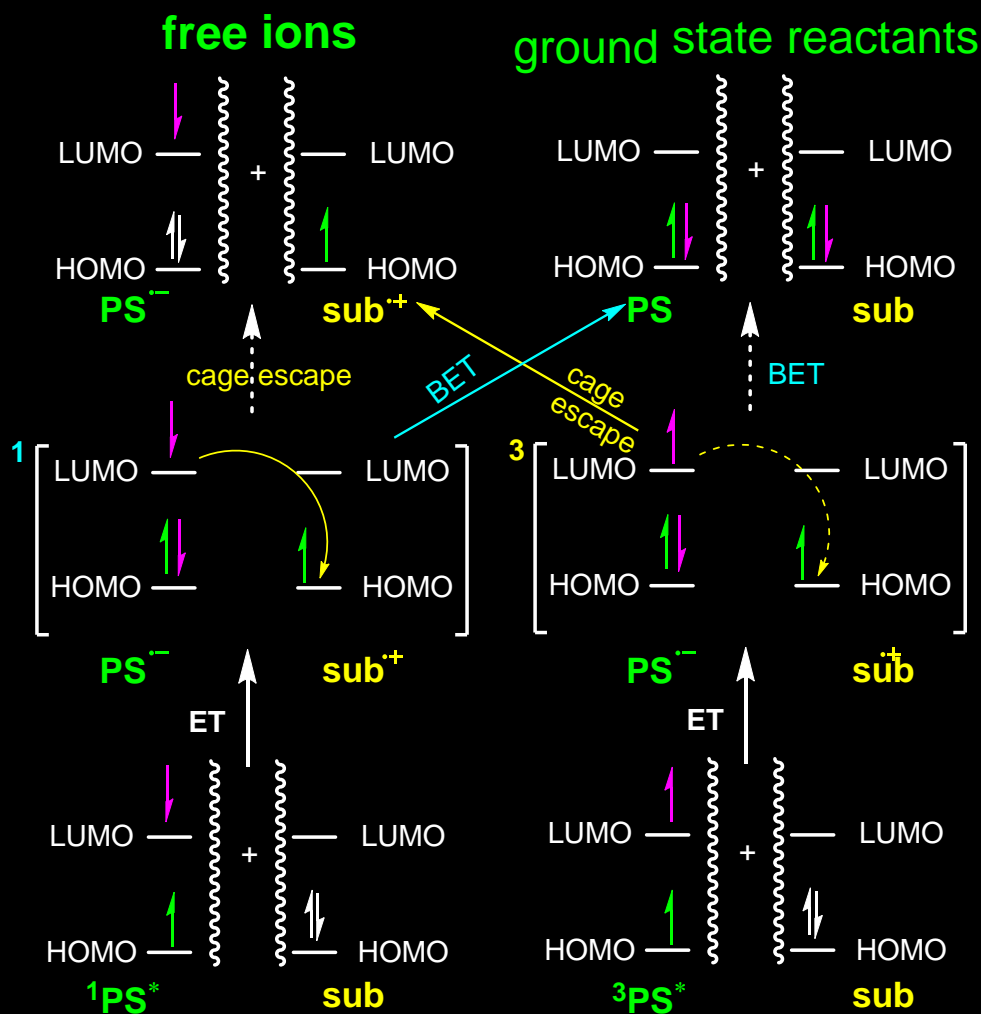 free ions
ground state reactants
LUMO + LUMO
HOMO HOMO
PS·− sub·+
LUMO + LUMO
HOMO HOMO
PS sub
cage escape
BET
cage
escape
BET
1
LUMO LUMO
HOMO HOMO
PS·− sub·+
3
LUMO LUMO
HOMO HOMO
PS·− sub·+
ET
ET
LUMO + LUMO
HOMO HOMO
¹PS* sub
LUMO + LUMO
HOMO HOMO
³PS* sub